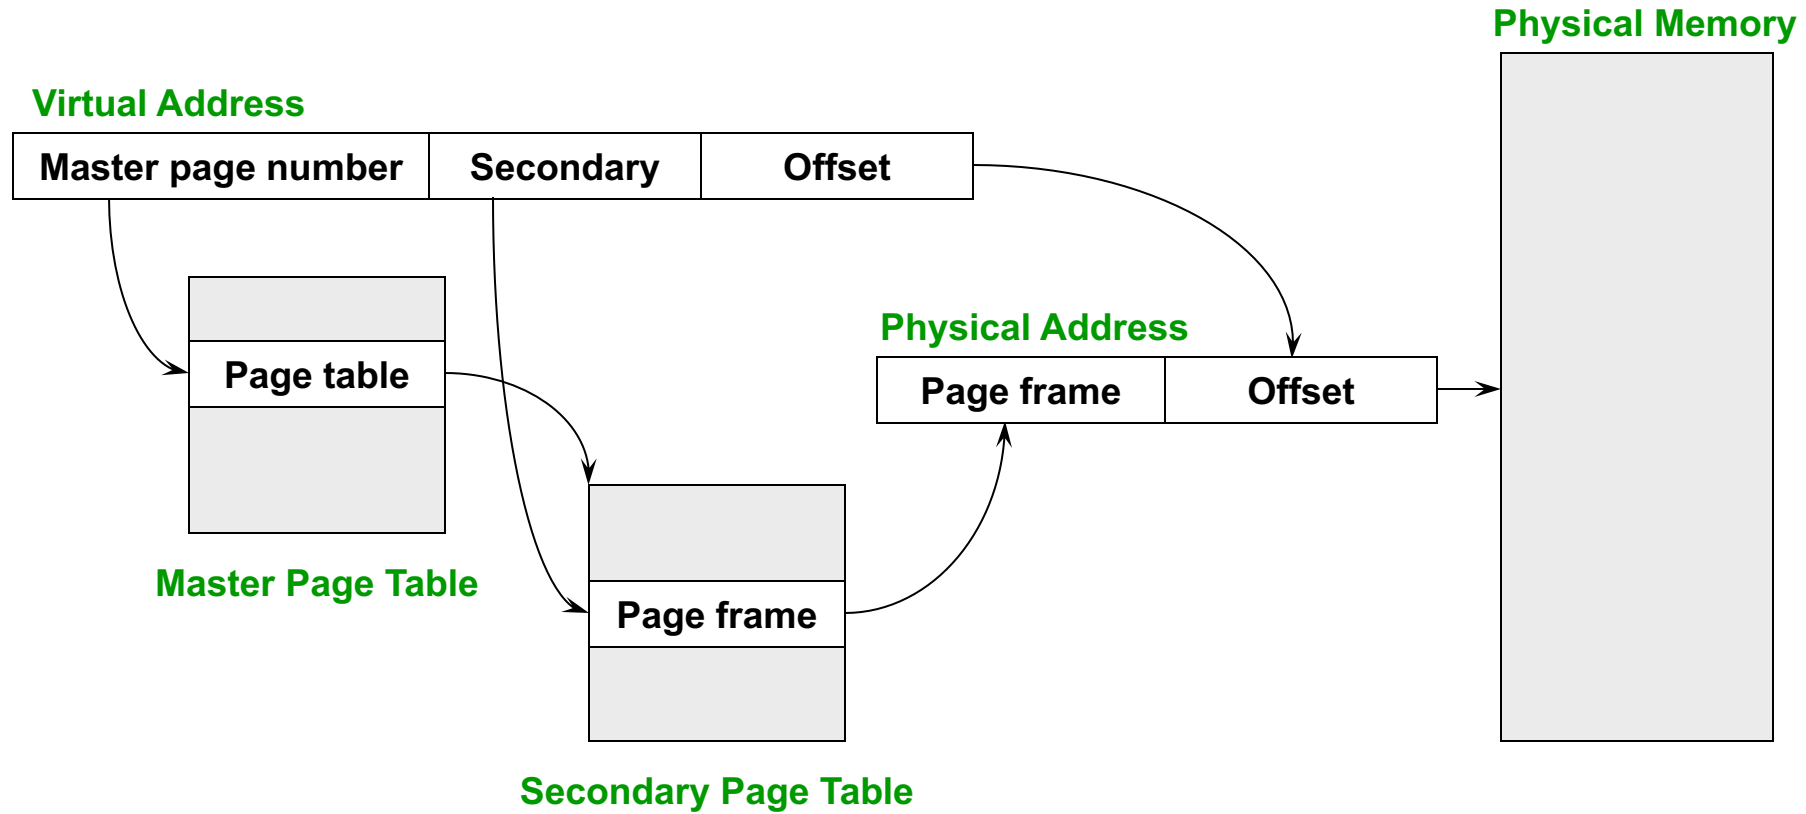 Physical Memory
Virtual Address
Master page number
Secondary
Offset
Physical Address
Page table
Page frame
Offset
Master Page Table
Page frame
Secondary Page Table